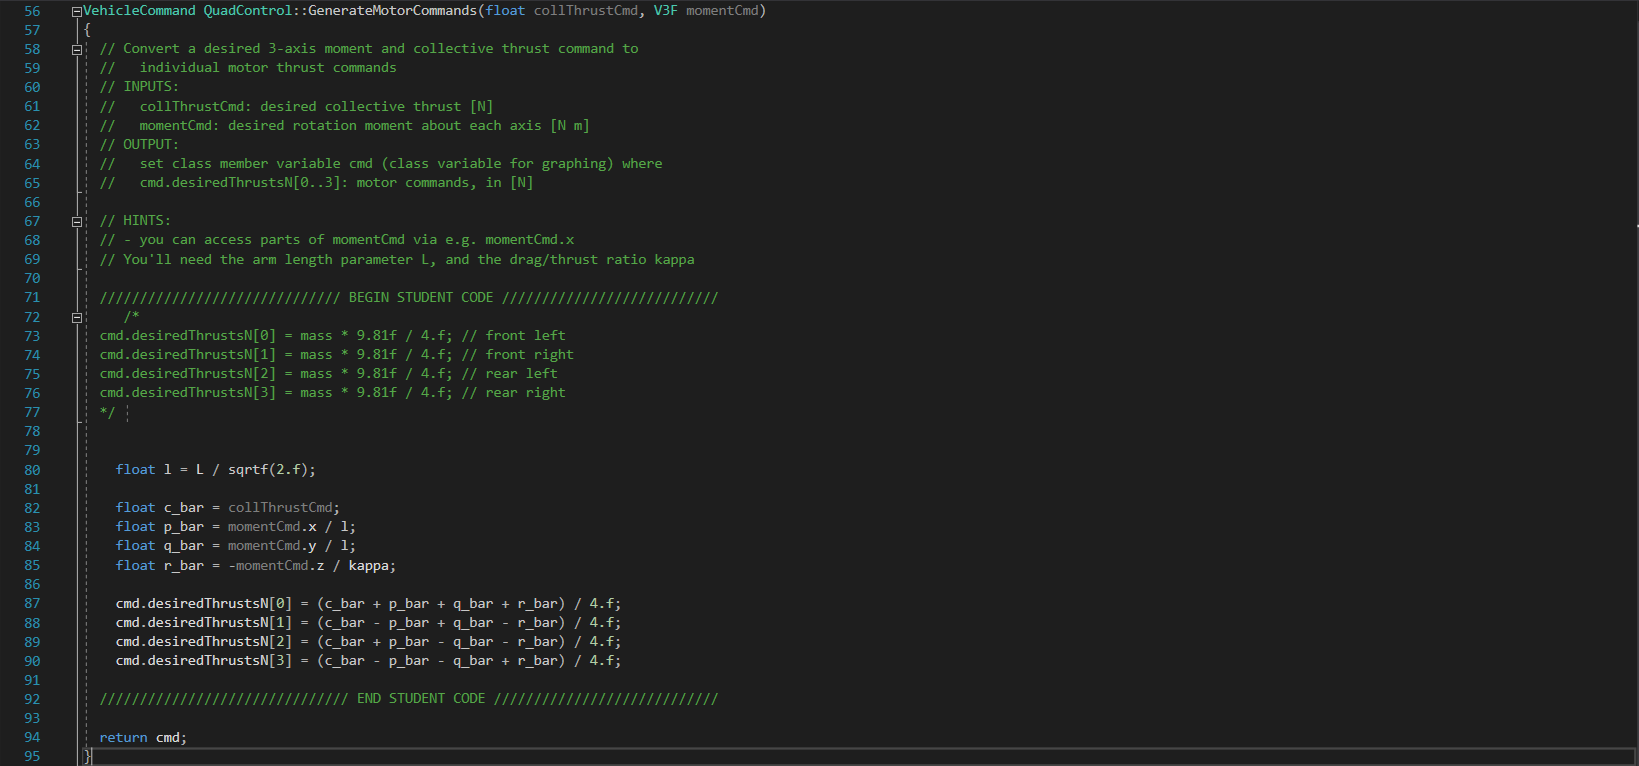 56 VehicleCommand QuadControl::GenerateMotorCommands(float collThrustCmd, V3F momentCmd)
57 {
58 // Convert a desired 3-axis moment and collective thrust command to
59 //   individual motor thrust commands
60 // INPUTS:
61 //   collThrustCmd: desired collective thrust [N]
62 //   momentCmd: desired rotation moment about each axis [N m]
63 // OUTPUT:
64 //   set class member variable cmd (class variable for graphing) where
65 //   cmd.desiredThrustsN[0..3]: motor commands, in [N]
66
67 // HINTS:
68 // - you can access parts of momentCmd via e.g. momentCmd.x
69 // You'll need the arm length parameter L, and the drag/thrust ratio kappa
70
71 ////////////////////////////// BEGIN STUDENT CODE ///////////////////////////
72 /*
73 cmd.desiredThrustsN[0] = mass * 9.81f / 4.f; // front left
74 cmd.desiredThrustsN[1] = mass * 9.81f / 4.f; // front right
75 cmd.desiredThrustsN[2] = mass * 9.81f / 4.f; // rear left
76 cmd.desiredThrustsN[3] = mass * 9.81f / 4.f; // rear right
77 */
78
79
80 float l = L / sqrtf(2.f);
81
82 float c_bar = collThrustCmd;
83 float p_bar = momentCmd.x / l;
84 float q_bar = momentCmd.y / l;
85 float r_bar = -momentCmd.z / kappa;
86
87 cmd.desiredThrustsN[0] = (c_bar + p_bar + q_bar + r_bar) / 4.f;
88 cmd.desiredThrustsN[1] = (c_bar - p_bar + q_bar - r_bar) / 4.f;
89 cmd.desiredThrustsN[2] = (c_bar + p_bar - q_bar - r_bar) / 4.f;
90 cmd.desiredThrustsN[3] = (c_bar - p_bar - q_bar + r_bar) / 4.f;
91
92 /////////////////////////////// END STUDENT CODE ////////////////////////////
93
94 return cmd;
95 }